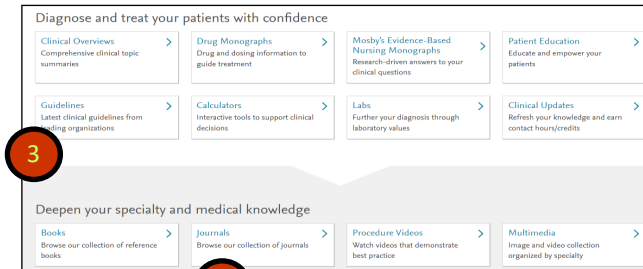 Diagnose and treat your patients with confidence
Clinical Overviews
Comprehensive clinical topic
summaries
Drug Monographs
Drug and dosing information to
guide treatment
Mosby's Evidence-Based
Nursing Monographs
Research-driven answers to your
clinical questions
Patient Education
Educate and empower your
patients
Guidelines
Latest clinical guidelines from
leading organizations
Calculators
Interactive tools to support clinical
decisions
Labs
Further your diagnosis through
laboratory values
Clinical Updates
Refresh your knowledge and earn
contact hours/credits
3
Deepen your specialty and medical knowledge
Books
Browse our collection of reference
books
Journals
Browse our collection of journals
Procedure Videos
Watch videos that demonstrate
best practice
Multimedia
Image and video collection
organized by specialty